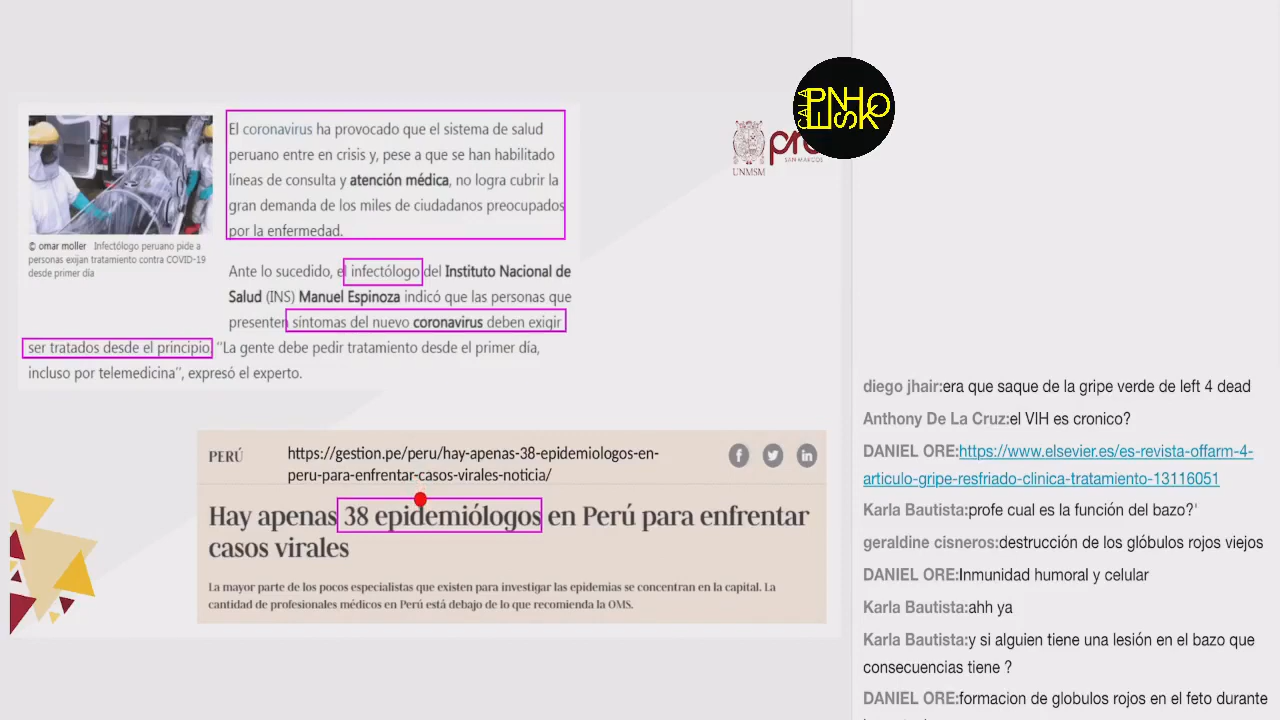 El coronavirus ha provocado que el sistema de salud
peruano entre en crisis y, pese a que se han habilitado
líneas de consulta y atención médica, no logra cubrir la
gran demanda de los miles de ciudadanos preocupados
por la enfermedad.
© omar moller Infectólogo peruano pide a
personas exijan tratamiento contra COVID-19
desde primer día
Ante lo sucedido, el infectólogo del Instituto Nacional de
Salud (INS) Manuel Espinoza indicó que las personas que
presenten síntomas del nuevo coronavirus deben exigir
ser tratados desde el principio. “La gente debe pedir tratamiento desde el primer día,
incluso por telemedicina”, expresó el experto.
UNMSM
SAN MARCOS
CALA
PNHO
ESK
PERÚ
https://gestion.pe/peru/hay-apenas-38-epidemiologos-en-
peru-para-enfrentar-casos-virales-noticia/
Hay apenas 38 epidemiólogos en Perú para enfrentar
casos virales
La mayor parte de los pocos especialistas que existen para investigar las epidemias se concentran en la capital. La
cantidad de profesionales médicos en Perú está debajo de lo que recomienda la OMS.
diego jhair:era que saque de la gripe verde de left 4 dead
Anthony De La Cruz:el VIH es cronico?
DANIEL ORE:https://www.elsevier.es/es-revista-offarm-4-
articulo-gripe-resfriado-clinica-tratamiento-13116051
Karla Bautista:profe cual es la función del bazo?'
geraldine cisneros:destrucción de los glóbulos rojos viejos
DANIEL ORE:Inmunidad humoral y celular
Karla Bautista:ahh ya
Karla Bautista:y si alguien tiene una lesión en el bazo que
consecuencias tiene ?
DANIEL ORE:formacion de globulos rojos en el feto durante